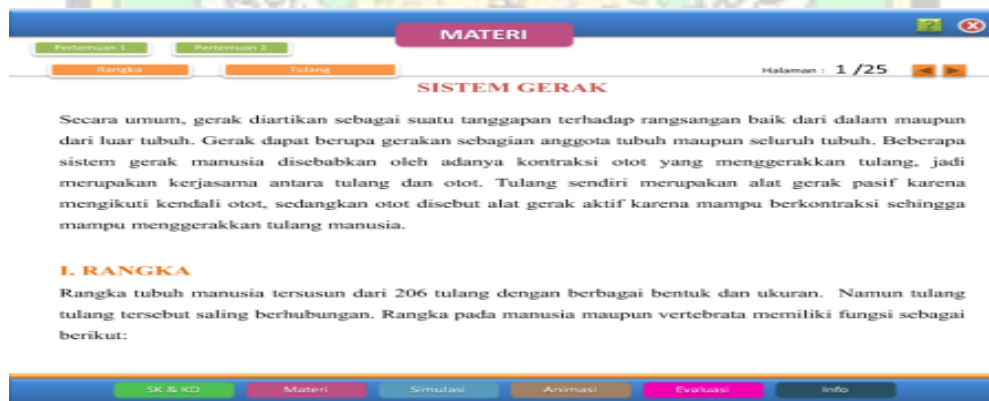 MATERI
Pertemuan 1
Pertemuan 2
Rangka
Tulang
Halaman : 1 /25
SISTEM GERAK
Secara umum, gerak diartikan sebagai suatu tanggapan terhadap rangsangan baik dari dalam maupun
dari luar tubuh. Gerak dapat berupa gerakan sebagian anggota tubuh maupun seluruh tubuh. Beberapa
sistem gerak manusia disebabkan oleh adanya kontraksi otot yang menggerakkan tulang, jadi
merupakan kerjasama antara tulang dan otot. Tulang sendiri merupakan alat gerak pasif karena
mengikuti kendali otot, sedangkan otot disebut alat gerak aktif karena mampu berkontraksi sehingga
mampu menggerakkan tulang manusia.
I. RANGKA
Rangka tubuh manusia tersusun dari 206 tulang dengan berbagai bentuk dan ukuran. Namun tulang
tulang tersebut saling berhubungan. Rangka pada manusia maupun vertebrata memiliki fungsi sebagai
berikut:
SK & KD
Materi
Simulasi
Animasi
Evaluasi
Info